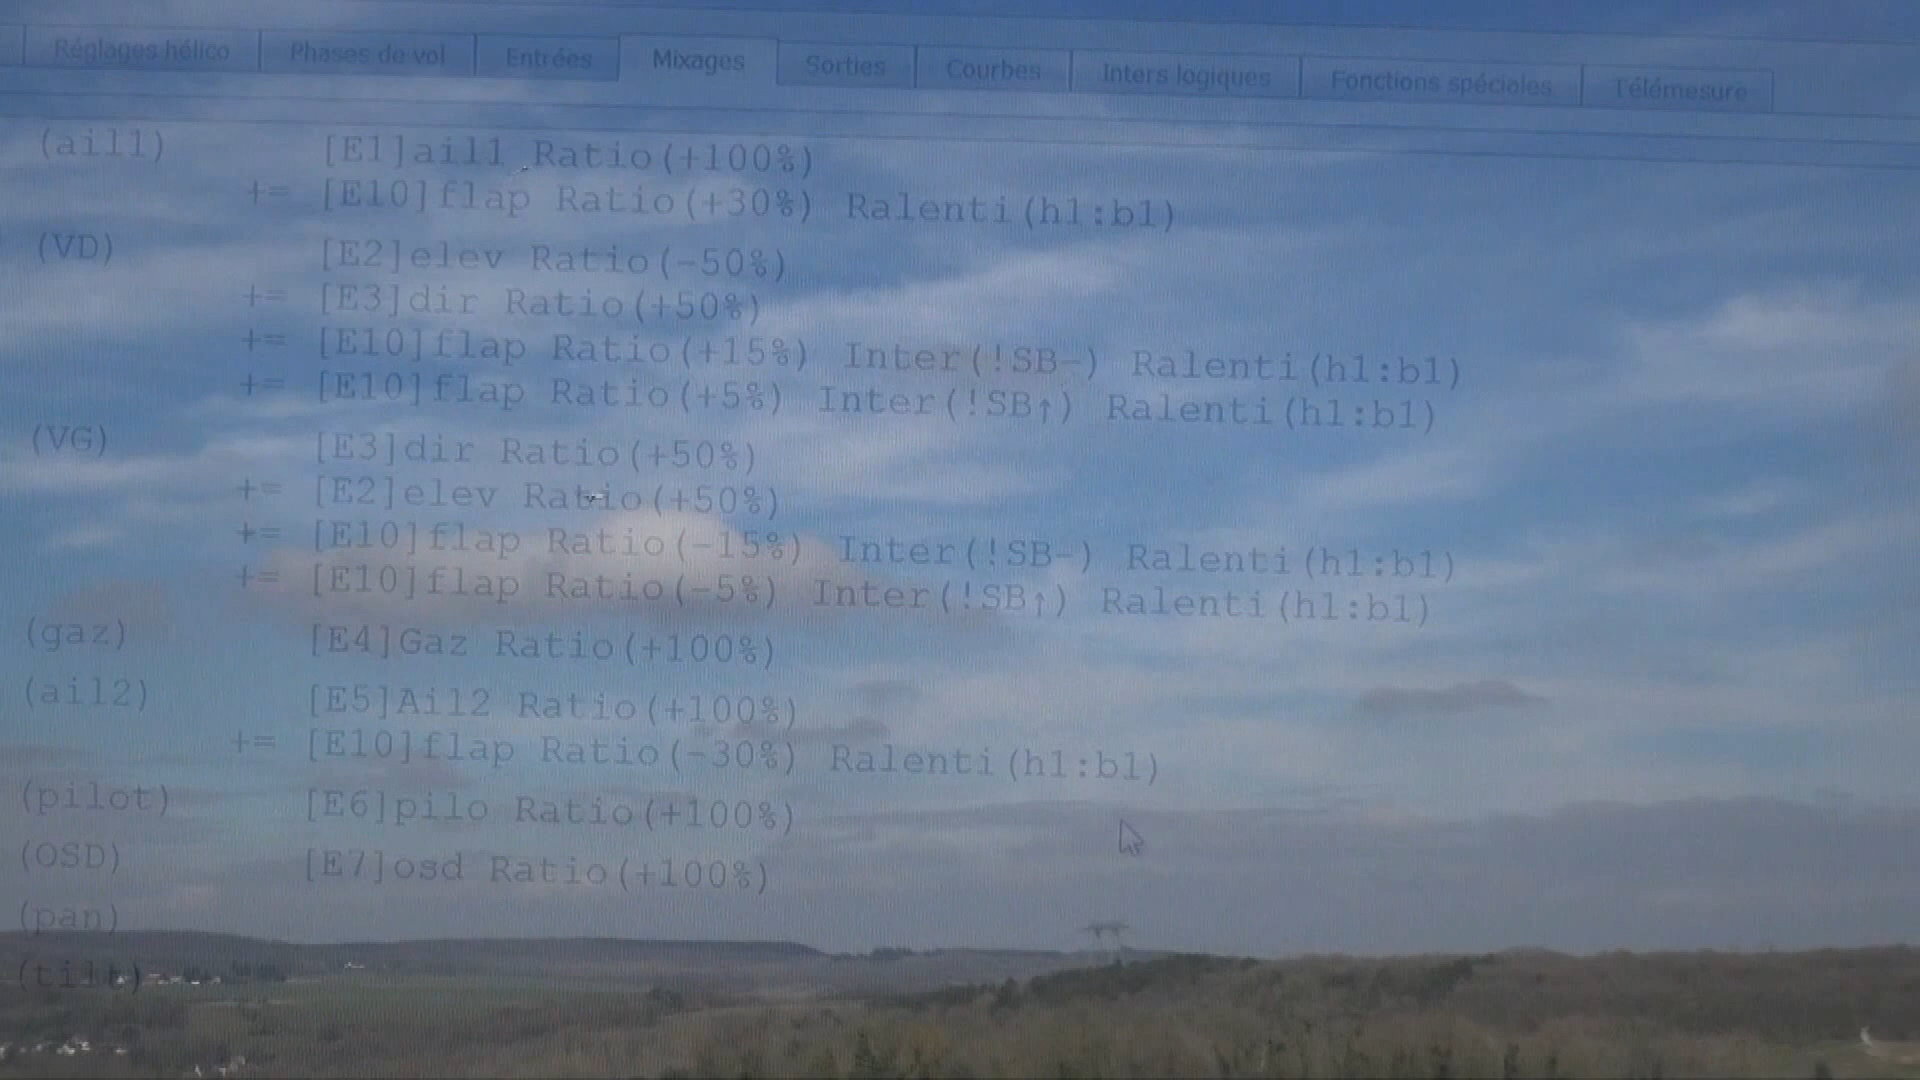 Réglages hélico Phases de vol Entrées Mixages Sorties Courbes Inters logiques Fonctions spéciales Télémesure
(ail1) [E1]ail1 Ratio(+100%)
+= [E10]flap Ratio(+30%) Ralenti(h1:b1)
(VD) [E2]elev Ratio(-50%)
+= [E3]dir Ratio(+50%)
+= [E10]flap Ratio(+15%) Inter(!SB-) Ralenti(h1:b1)
+= [E10]flap Ratio(+5%) Inter(!SB↑) Ralenti(h1:b1)
(VG) [E3]dir Ratio(+50%)
+= [E2]elev Ratio(+50%)
+= [E10]flap Ratio(-15%) Inter(!SB-) Ralenti(h1:b1)
+= [E10]flap Ratio(-5%) Inter(!SB↑) Ralenti(h1:b1)
(gaz) [E4]Gaz Ratio(+100%)
(ail2) [E5]Ail2 Ratio(+100%)
+= [E10]flap Ratio(-30%) Ralenti(h1:b1)
(pilot) [E6]pilo Ratio(+100%)
(OSD) [E7]osd Ratio(+100%)
(pan)
(tilt)